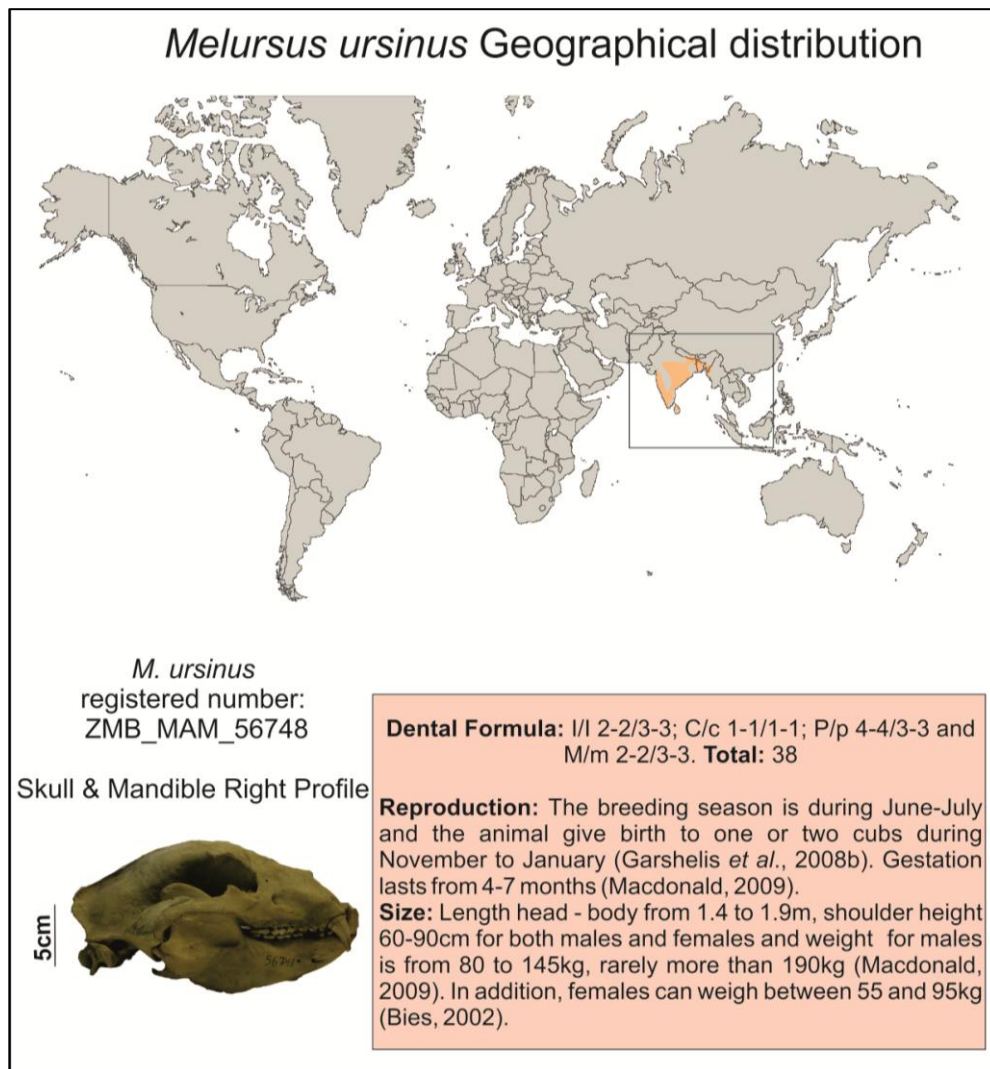 Melursus ursinus Geographical distribution
M. ursinus
registered number:
ZMB_MAM_56748
Skull & Mandible Right Profile
5cm
56748
Dental Formula: I/I 2-2/3-3; C/c 1-1/1-1; P/p 4-4/3-3 and
M/m 2-2/3-3. Total: 38
Reproduction: The breeding season is during June-July
and the animal give birth to one or two cubs during
November to January (Garshelis et al., 2008b). Gestation
lasts from 4-7 months (Macdonald, 2009).
Size: Length head - body from 1.4 to 1.9m, shoulder height
60-90cm for both males and females and weight for males
is from 80 to 145kg, rarely more than 190kg (Macdonald,
2009). In addition, females can weigh between 55 and 95kg
(Bies, 2002).